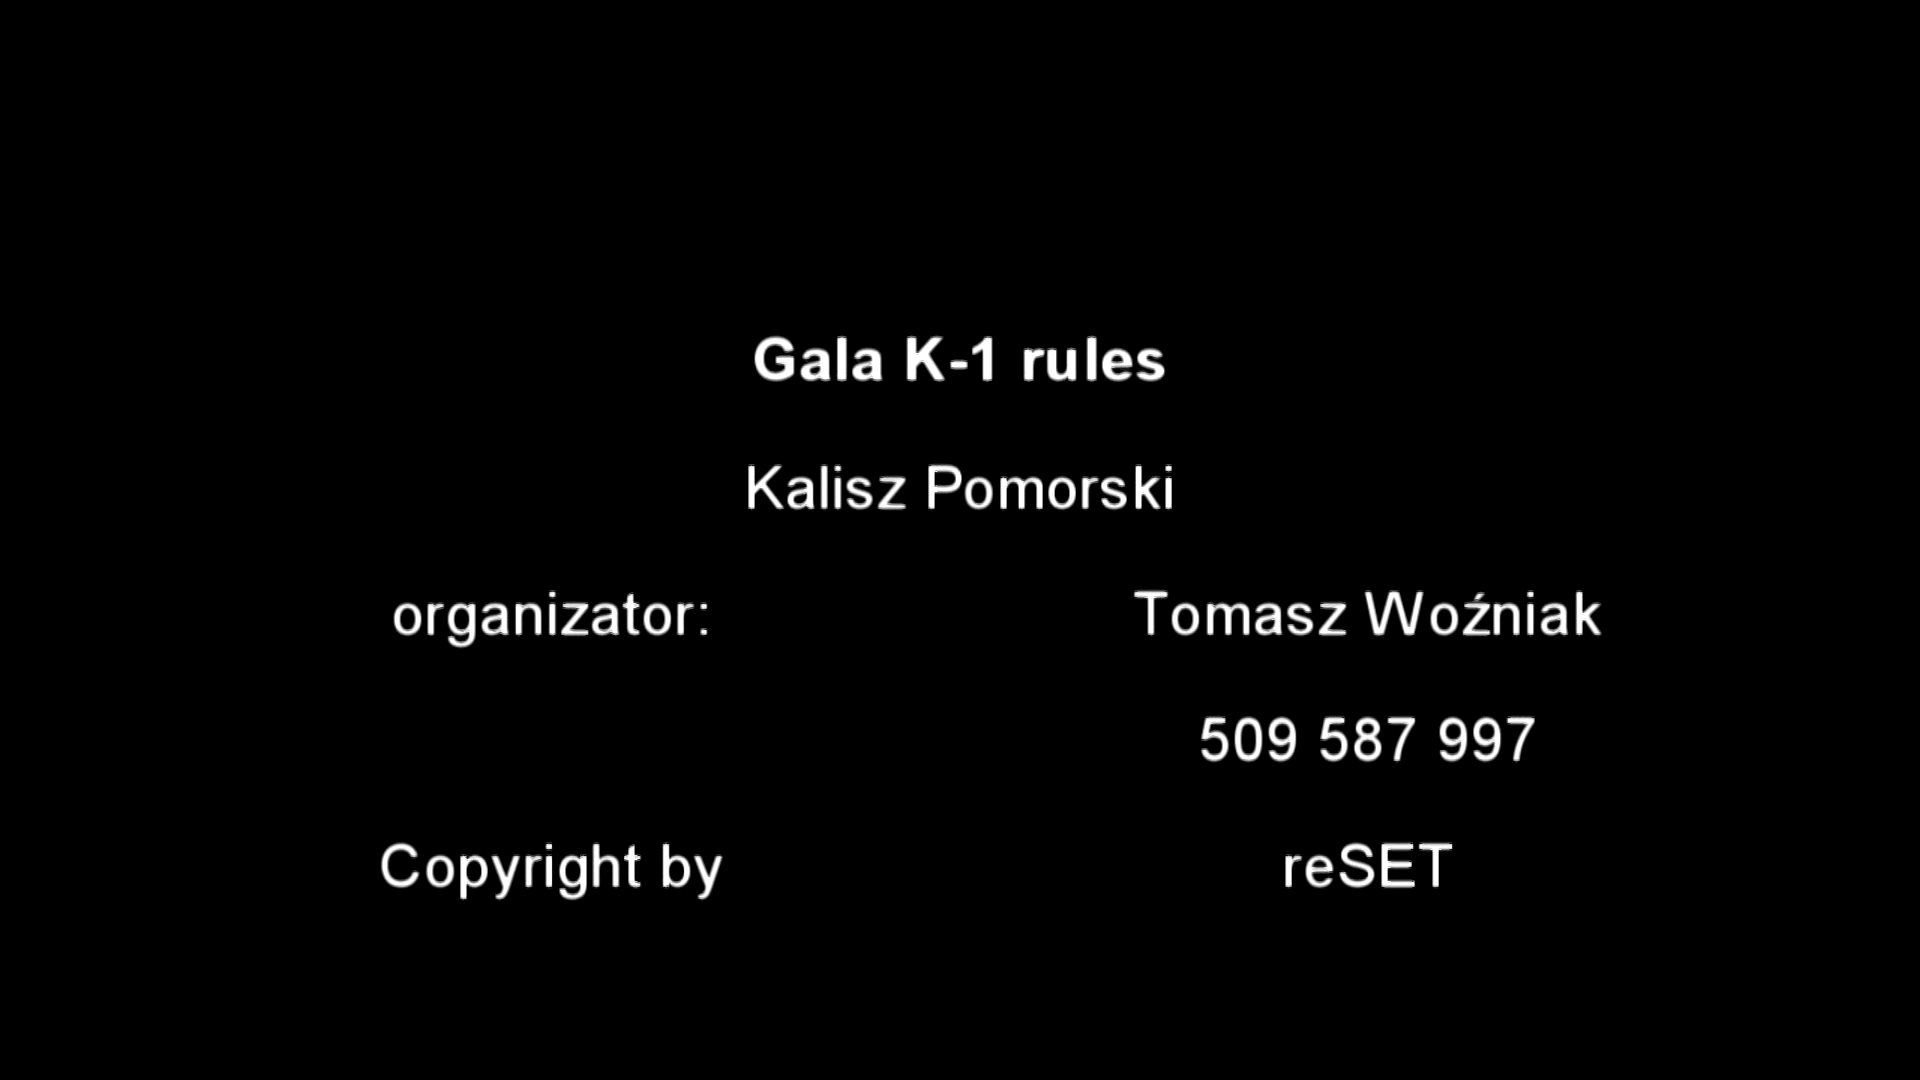 Gala K-1 rules
Kalisz Pomorski
organizator: Tomasz Woźniak
509 587 997
Copyright by reSET